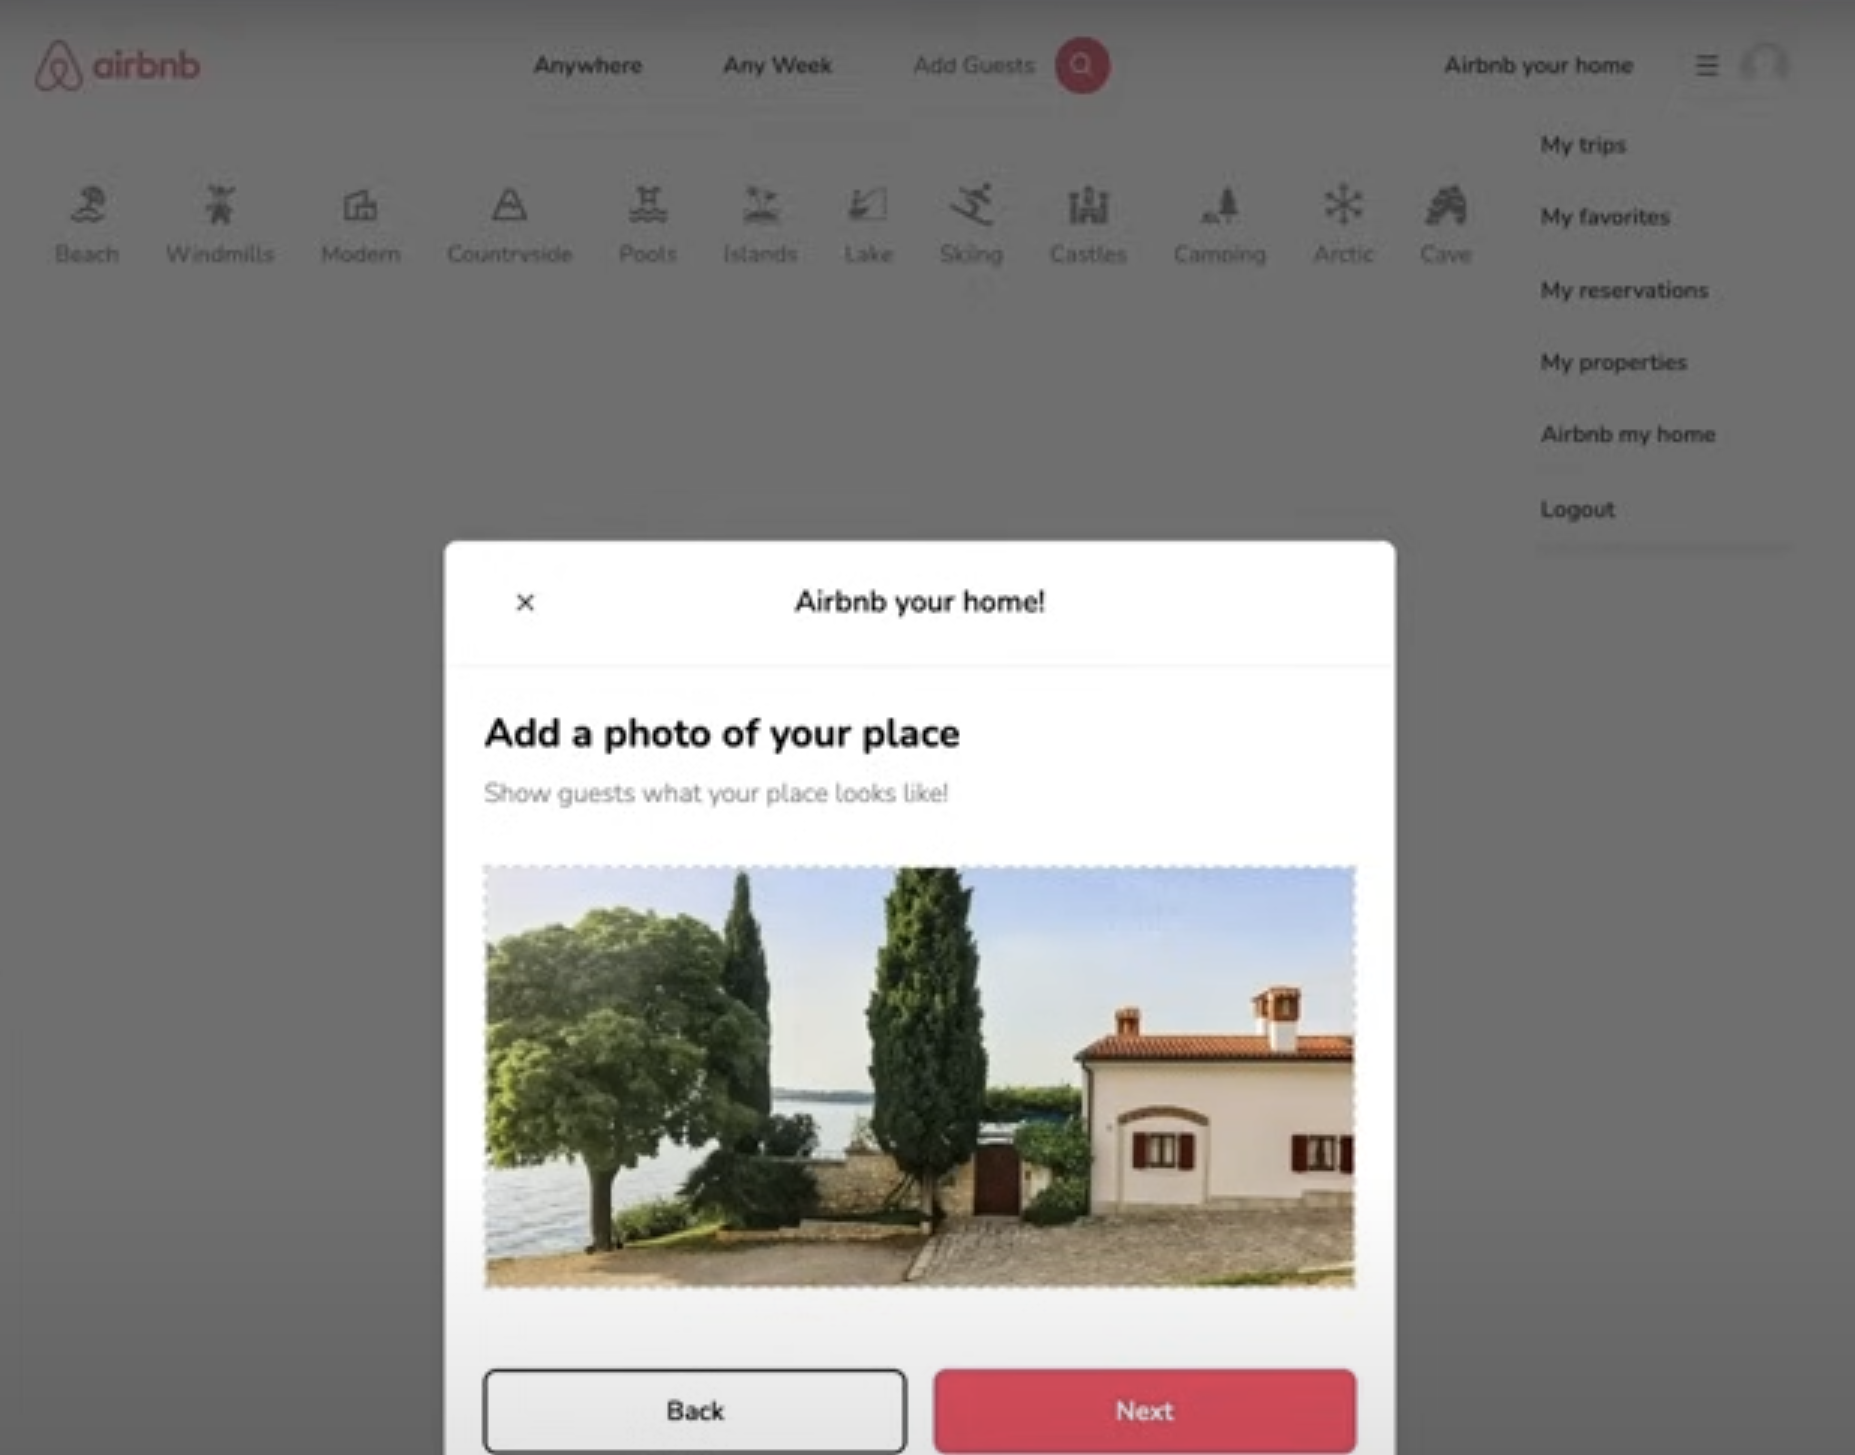 airbnb
Anywhere
Any Week
Add Guests
Airbnb your home
My trips
My favorites
My reservations
My properties
Airbnb my home
Logout
Beach
Windmills
Modern
Countryside
Pools
Islands
Lake
Skiing
Castles
Camping
Arctic
Cave
Airbnb your home!
Add a photo of your place
Show guests what your place looks like!
Back
Next